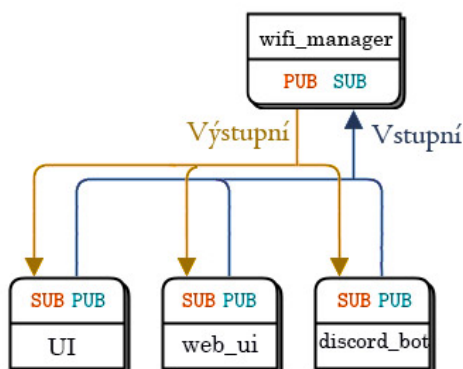 wifi_manager
PUB SUB
Výstupní
Vstupní
SUB PUB
SUB PUB
SUB PUB
UI
web_ui
discord_bot